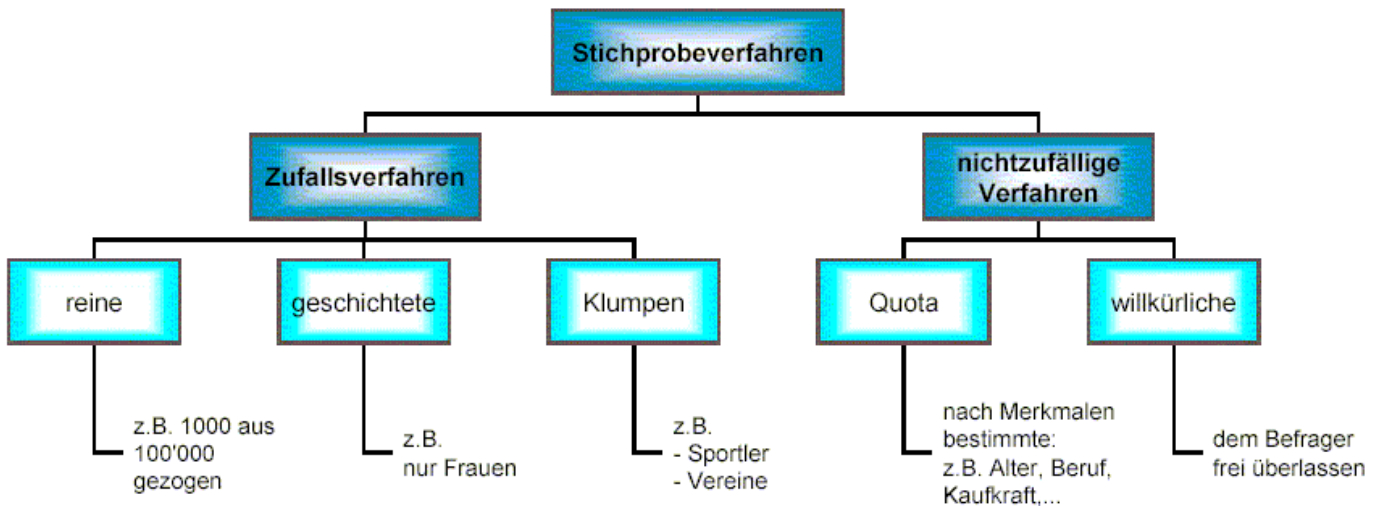 Stichprobeverfahren
Zufallsverfahren
nichtzufällige
Verfahren
reine
geschichtete
Klumpen
Quota
willkürliche
z.B. 1000 aus
100'000
gezogen
z.B.
nur Frauen
z.B.
- Sportler
- Vereine
nach Merkmalen
bestimmte:
z.B. Alter, Beruf,
Kaufkraft,...
dem Befrager
frei überlassen